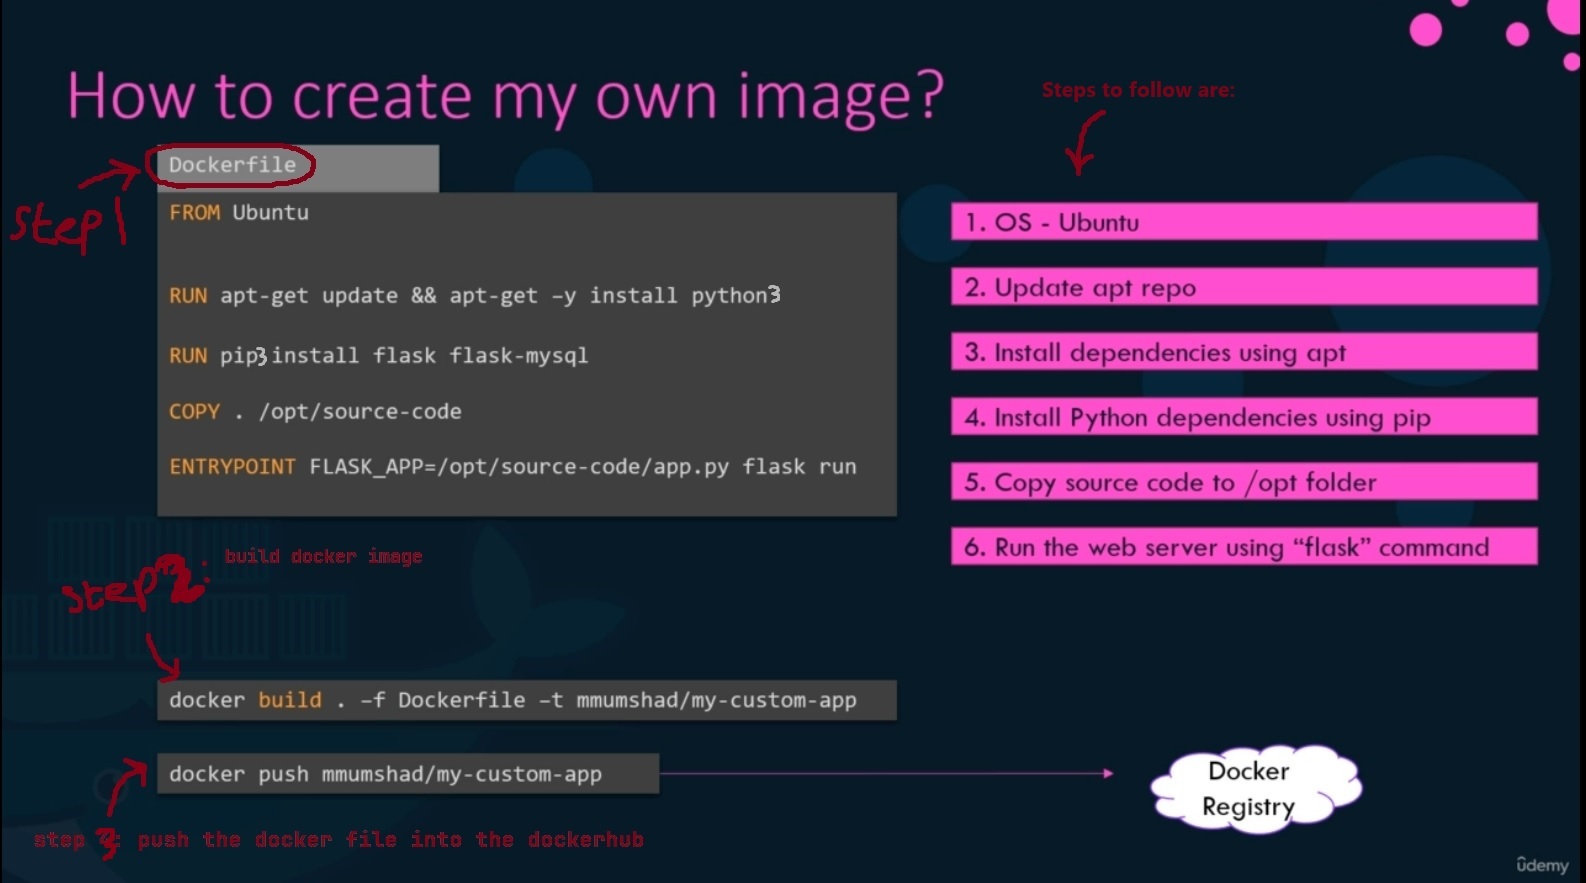 How to create my own image?
Steps to follow are:
Dockerfile
step 1
FROM Ubuntu
RUN apt-get update && apt-get –y install python3
RUN pip3 install flask flask-mysql
COPY . /opt/source-code
ENTRYPOINT FLASK_APP=/opt/source-code/app.py flask run
1. OS - Ubuntu
2. Update apt repo
3. Install dependencies using apt
4. Install Python dependencies using pip
5. Copy source code to /opt folder
6. Run the web server using “flask” command
step 2: build docker image
docker build . –f Dockerfile –t mmumshad/my-custom-app
docker push mmumshad/my-custom-app
Docker
Registry
step 3: push the docker file into the dockerhub
ûdemy